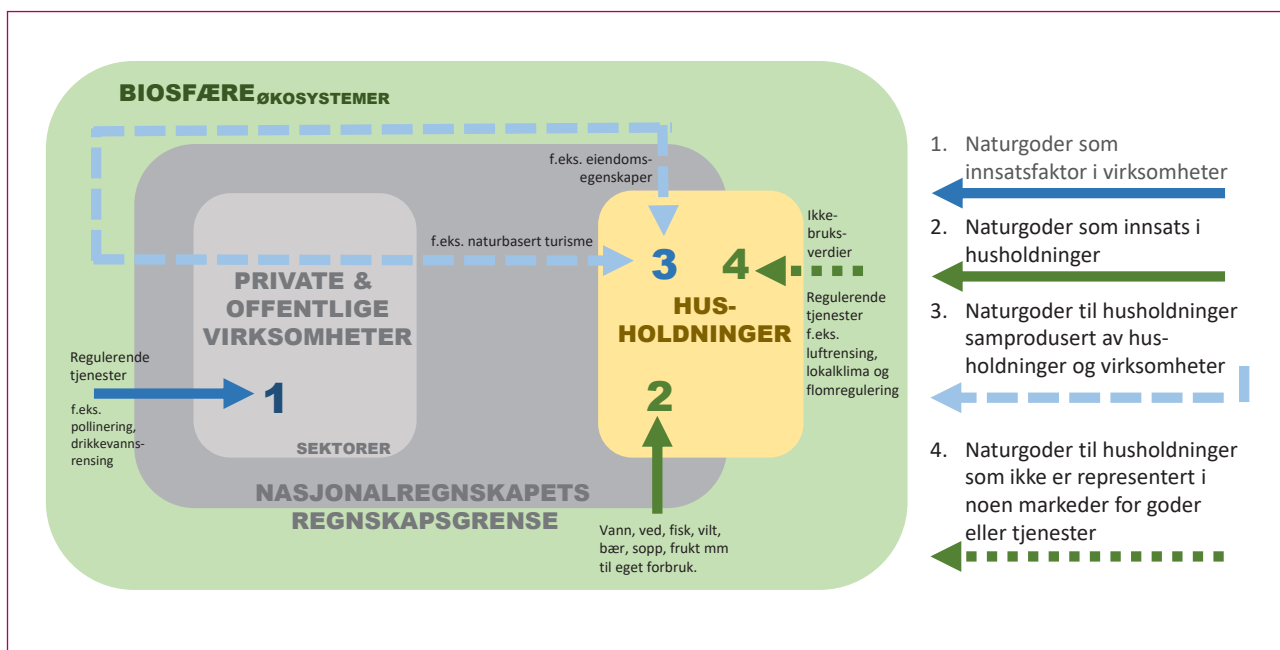 BIOSFÆRE ØKOSYSTEMER
f.eks. eiendoms-
egenskaper
f.eks. naturbasert turisme
Ikke-
bruks-
verdier
3
4
PRIVATE &
OFFENTLIGE
VIRKSOMHETER
HUS-
HOLDNINGER
Regulerende
tjenester
f.eks.
luftrensing,
lokalklima og
flomregulering
Regulerende
tjenester
f.eks.
pollinering,
drikkevanns-
rensing
1
2
SEKTORER
NASJONALREGNSKAPETS
REGNSKAPSGRENSE
Vann, ved, fisk, vilt,
bær, sopp, frukt mm
til eget forbruk.
1. Naturgoder som
innsatsfaktor i virksomheter
2. Naturgoder som innsats i
husholdninger
3. Naturgoder til husholdninger
samprodusert av hus-
holdninger og virksomheter
4. Naturgoder til husholdninger
som ikke er representert i
noen markeder for goder
eller tjenester